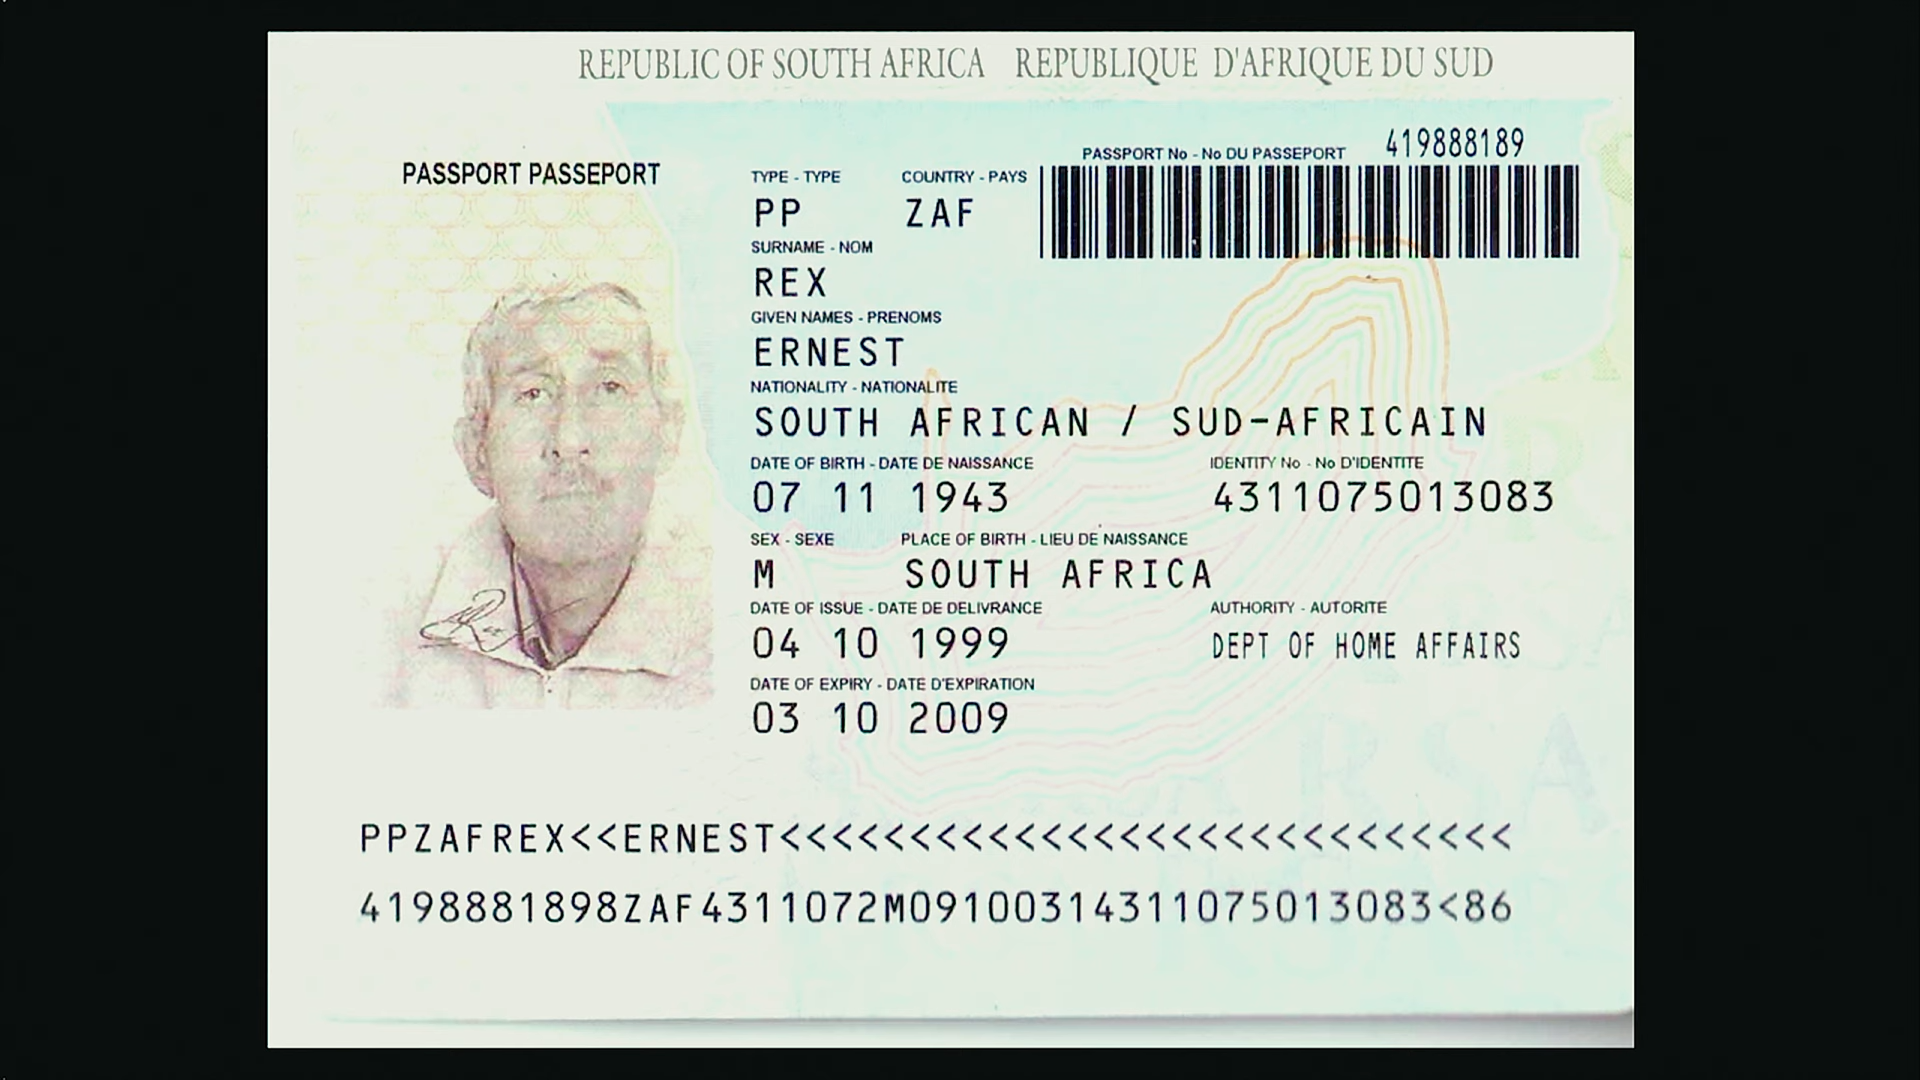 REPUBLIC OF SOUTH AFRICA REPUBLIQUE D'AFRIQUE DU SUD
PASSPORT PASSEPORT
PASSPORT No - No DU PASSEPORT 419888189
TYPE - TYPE COUNTRY - PAYS
PP ZAF
SURNAME - NOM
REX
GIVEN NAMES - PRENOMS
ERNEST
NATIONALITY - NATIONALITE
SOUTH AFRICAN / SUD-AFRICAIN
DATE OF BIRTH - DATE DE NAISSANCE IDENTITY No - No D'IDENTITE
07 11 1943 4311075013083
SEX - SEXE PLACE OF BIRTH - LIEU DE NAISSANCE
M SOUTH AFRICA
DATE OF ISSUE - DATE DE DELIVRANCE AUTHORITY - AUTORITE
04 10 1999 DEPT OF HOME AFFAIRS
DATE OF EXPIRY - DATE D'EXPIRATION
03 10 2009
RSA
PPZAFREX<<ERNEST<<<<<<<<<<<<<<<<<<<<<<<<<<<<
4198881898ZAF4311072M09100314311075013083<86